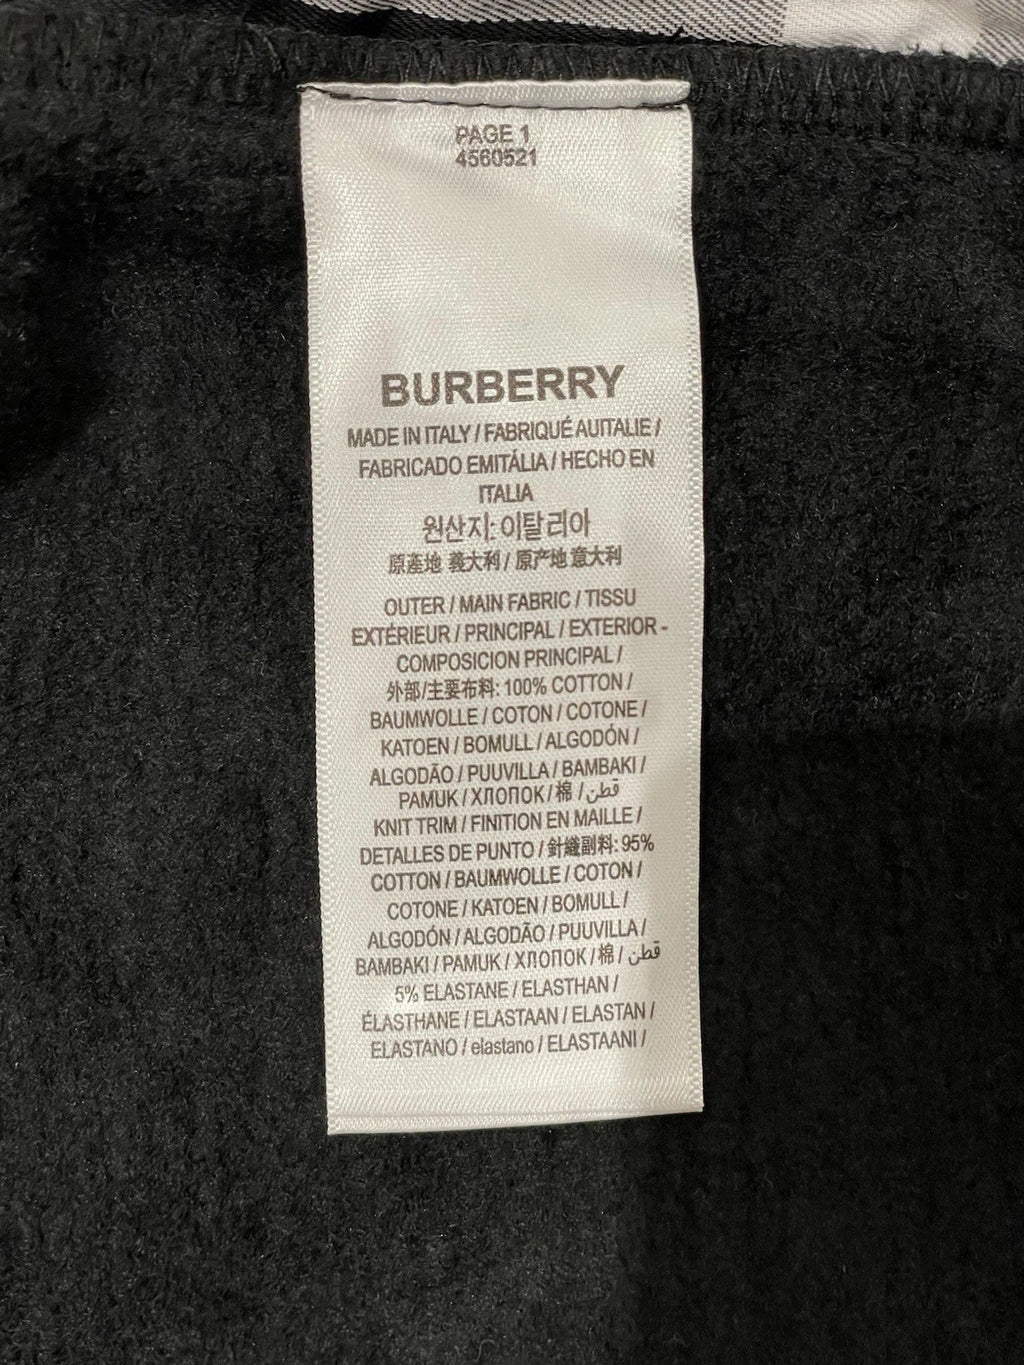 PAGE 1
4560521
BURBERRY
MADE IN ITALY / FABRIQUÉ AUITALIE /
FABRICADO EMITÁLIA / HECHO EN
ITALIA
원산지: 이탈리아
原產地 義大利 / 原产地 意大利
OUTER / MAIN FABRIC / TISSU
EXTÉRIEUR / PRINCIPAL / EXTERIOR -
COMPOSICION PRINCIPAL /
外部/主要布料: 100% COTTON /
BAUMWOLLE / COTON / COTONE /
KATOEN / BOMULL / ALGODÓN /
ALGODÃO / PUUVILLA / BAMBAKI /
PAMUK / ХЛОПОК / 棉 / قطن /
KNIT TRIM / FINITION EN MAILLE /
DETALLES DE PUNTO / 針織副料: 95%
COTTON / BAUMWOLLE / COTON /
COTONE / KATOEN / BOMULL /
ALGODÓN / ALGODÃO / PUUVILLA /
BAMBAKI / PAMUK / ХЛОПОК / 棉 / قطن
5% ELASTANE / ELASTHAN /
ÉLASTHANE / ELASTAAN / ELASTAN /
ELASTANO / elastano / ELASTAANI /